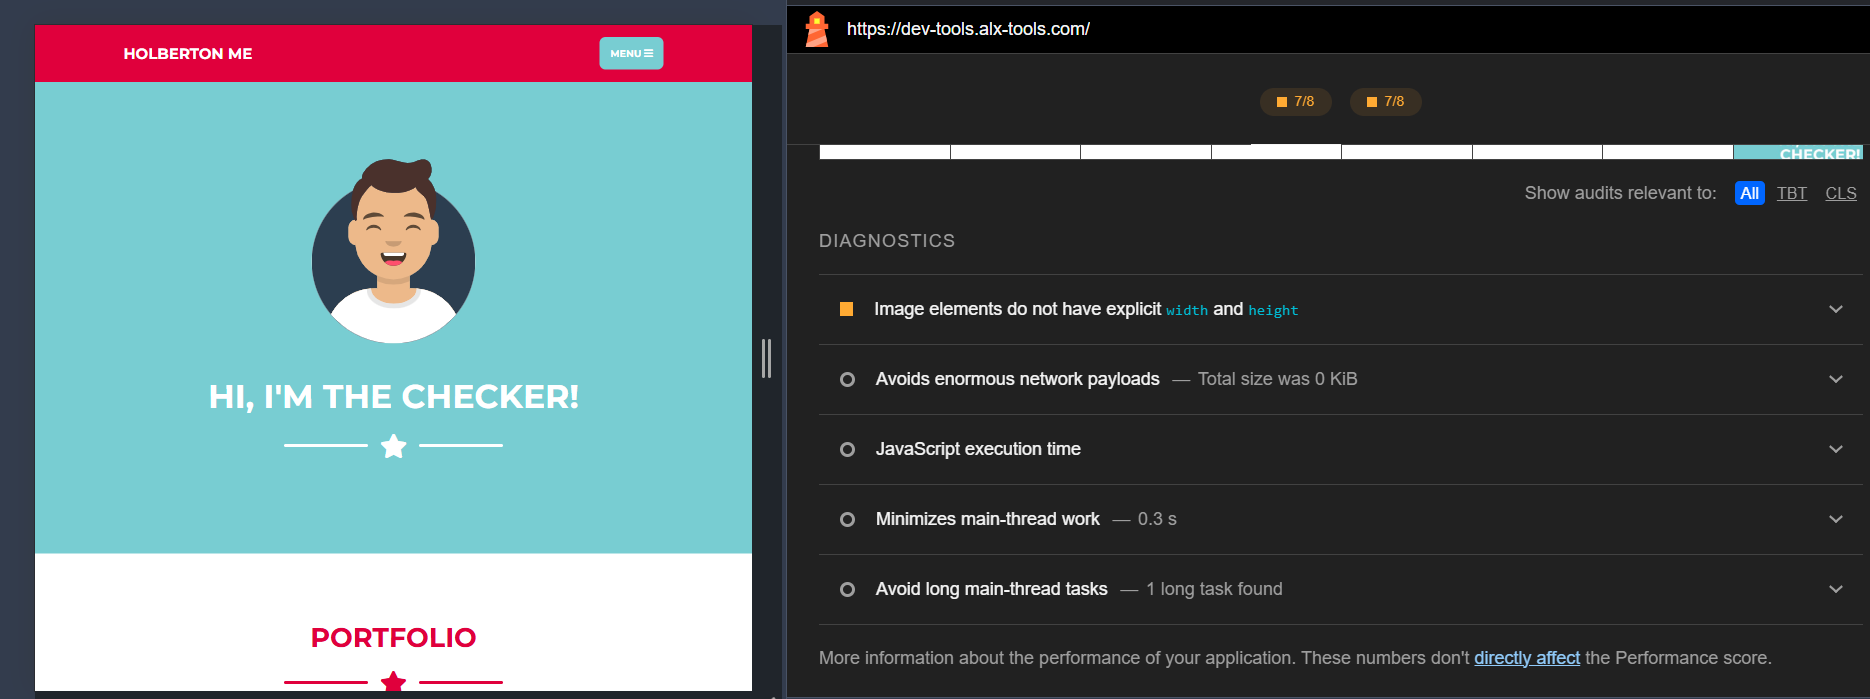 HOLBERTON ME
MENU
HI, I'M THE CHECKER!
PORTFOLIO
https://dev-tools.alx-tools.com/
7/8
7/8
CHECKER!
Show audits relevant to: All TBT CLS
DIAGNOSTICS
Image elements do not have explicit width and height
Avoids enormous network payloads — Total size was 0 KiB
JavaScript execution time
Minimizes main-thread work — 0.3 s
Avoid long main-thread tasks — 1 long task found
More information about the performance of your application. These numbers don't directly affect the Performance score.